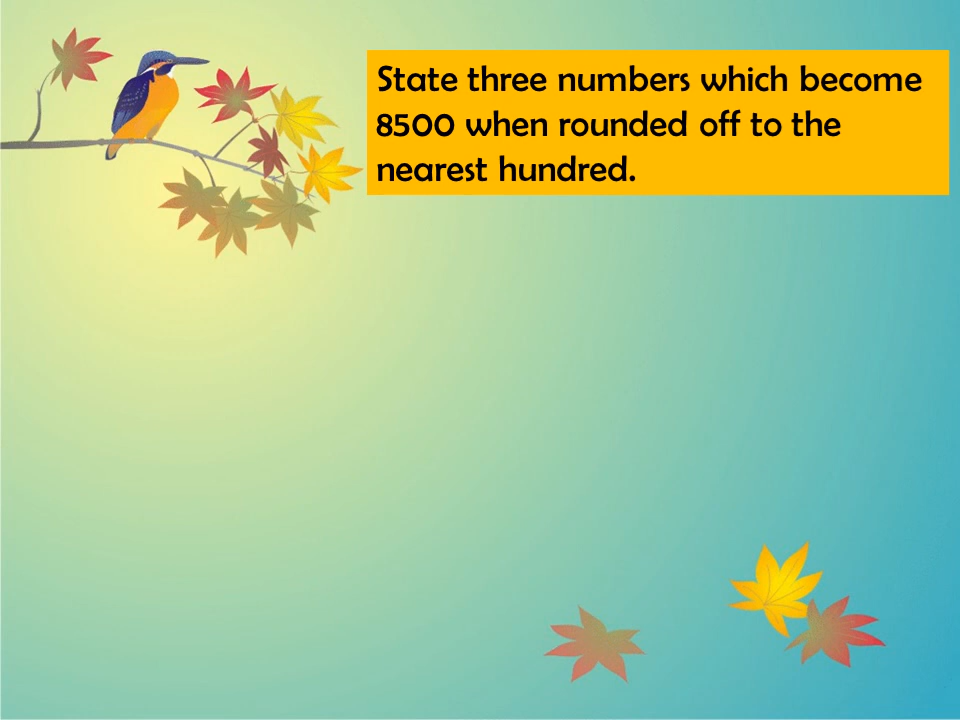 State three numbers which become
8500 when rounded off to the
nearest hundred.